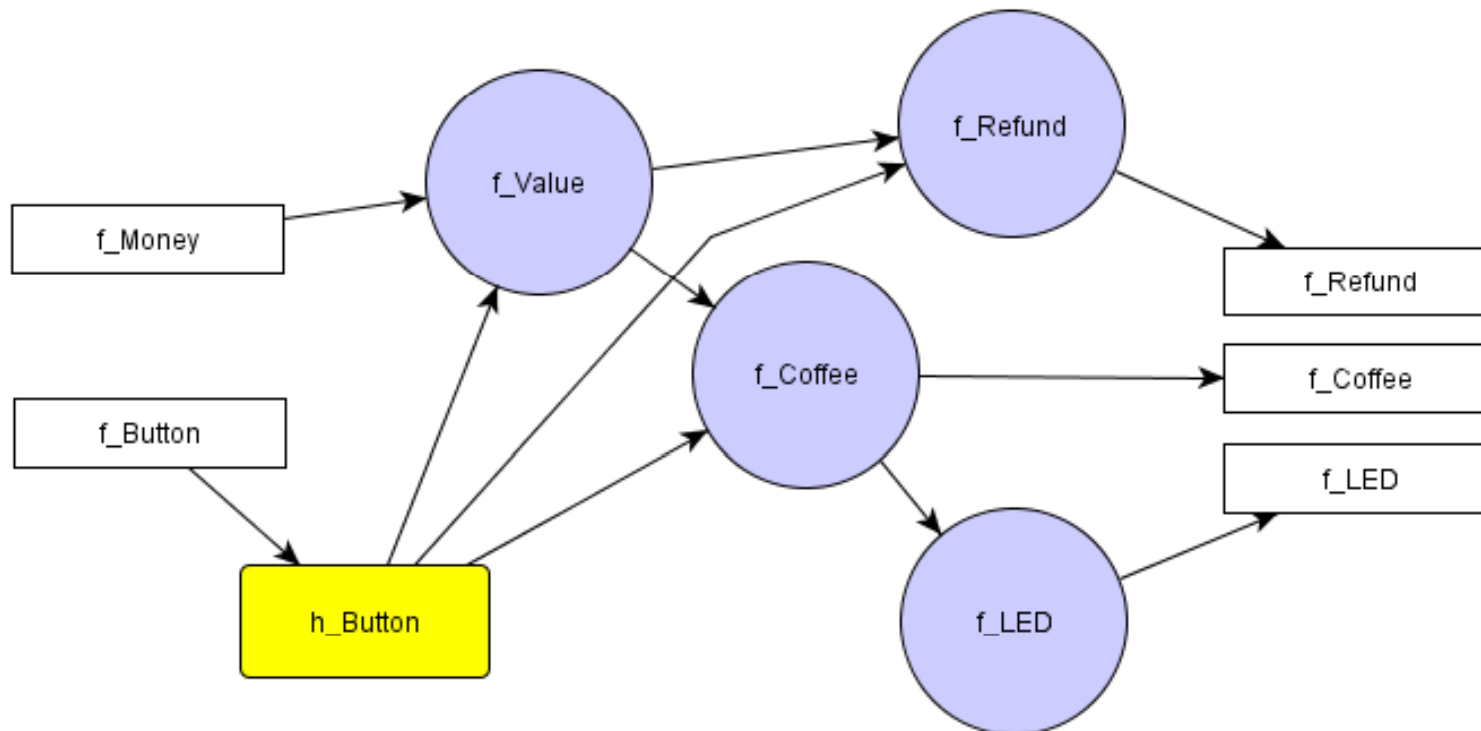 f_Refund
f_Value
f_Money
f_Refund
f_Coffee
f_Coffee
f_Button
f_LED
h_Button
f_LED